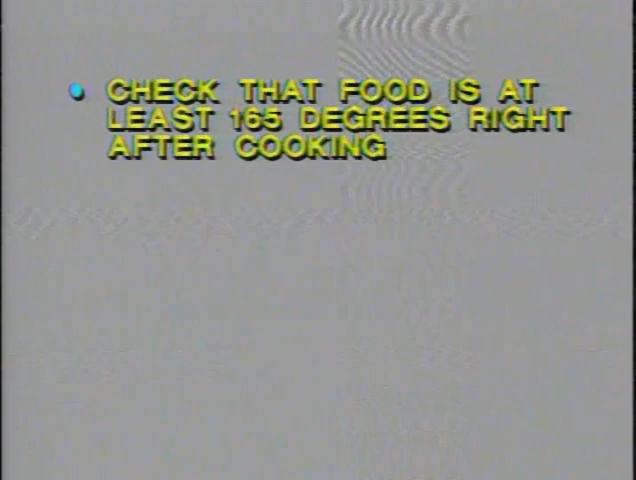 • CHECK THAT FOOD IS AT
LEAST 165 DEGREES RIGHT
AFTER COOKING